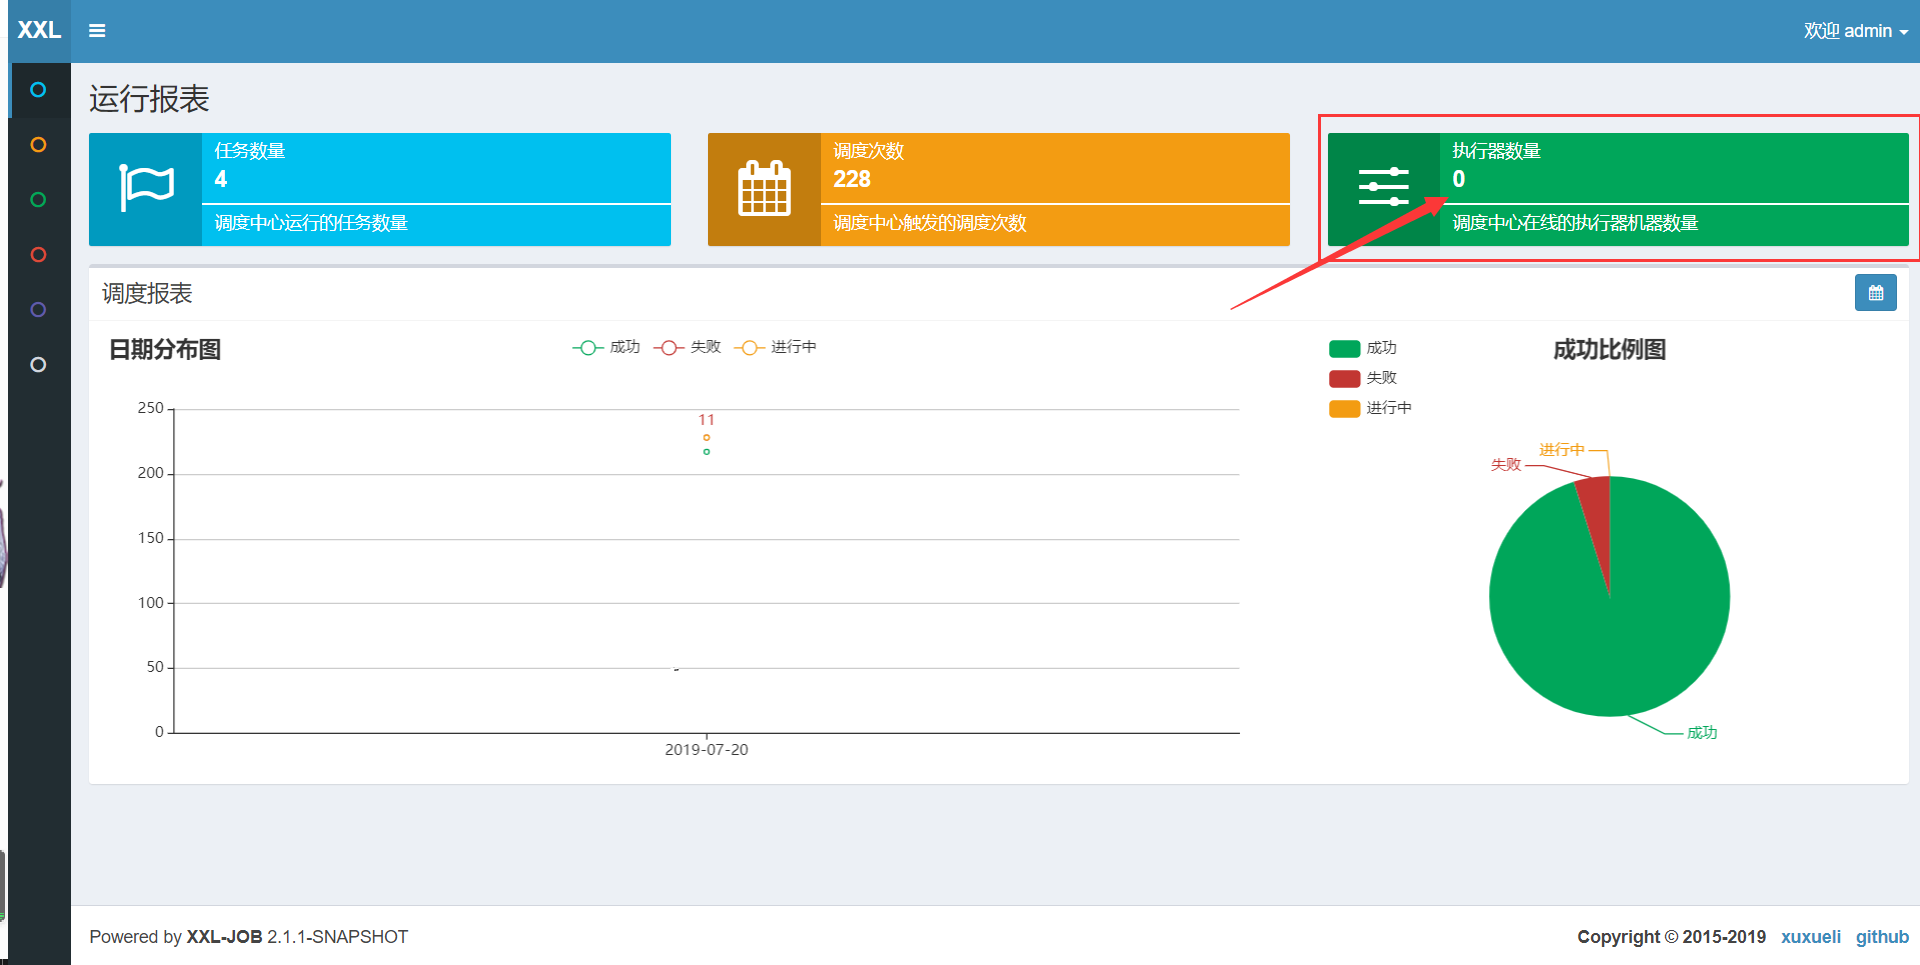 XXL
欢迎 admin
运行报表
任务数量
4
调度中心运行的任务数量
调度次数
228
调度中心触发的调度次数
执行器数量
0
调度中心在线的执行器机器数量
调度报表
日期分布图
成功 失败 进行中
250
200
150
100
50
0
11
2019-07-20
成功
失败
进行中
成功比例图
进行中
失败
成功
Powered by XXL-JOB 2.1.1-SNAPSHOT
Copyright © 2015-2019 xuxueli github